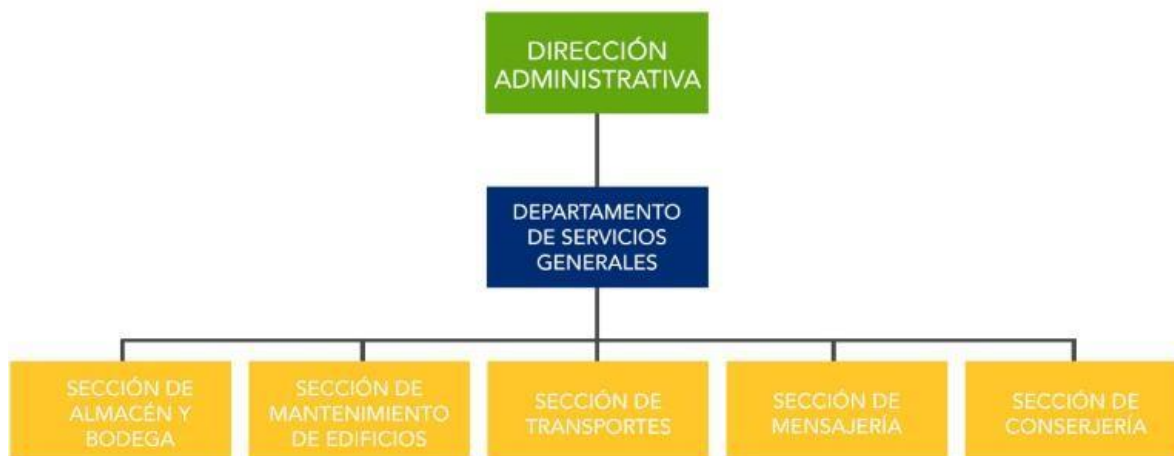 DIRECCIÓN
ADMINISTRATIVA
DEPARTAMENTO
DE SERVICIOS
GENERALES
SECCIÓN DE
ALMACÉN Y
BODEGA
SECCIÓN DE
MANTENIMIENTO
DE EDIFICIOS
SECCIÓN DE
TRANSPORTES
SECCIÓN DE
MENSAJERÍA
SECCIÓN DE
CONSERJERÍA